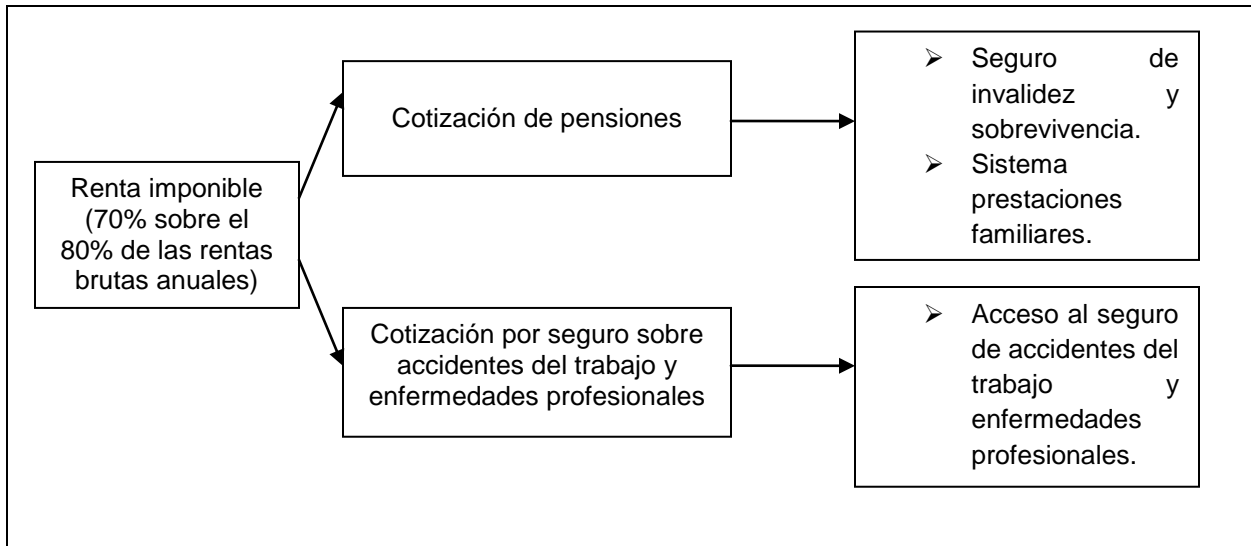 Renta imponible
(70% sobre el
80% de las rentas
brutas anuales)
Cotización de pensiones
➢ Seguro de
invalidez y
sobrevivencia.
➢ Sistema
prestaciones
familiares.
Cotización por seguro sobre
accidentes del trabajo y
enfermedades profesionales
➢ Acceso al seguro
de accidentes del
trabajo y
enfermedades
profesionales.